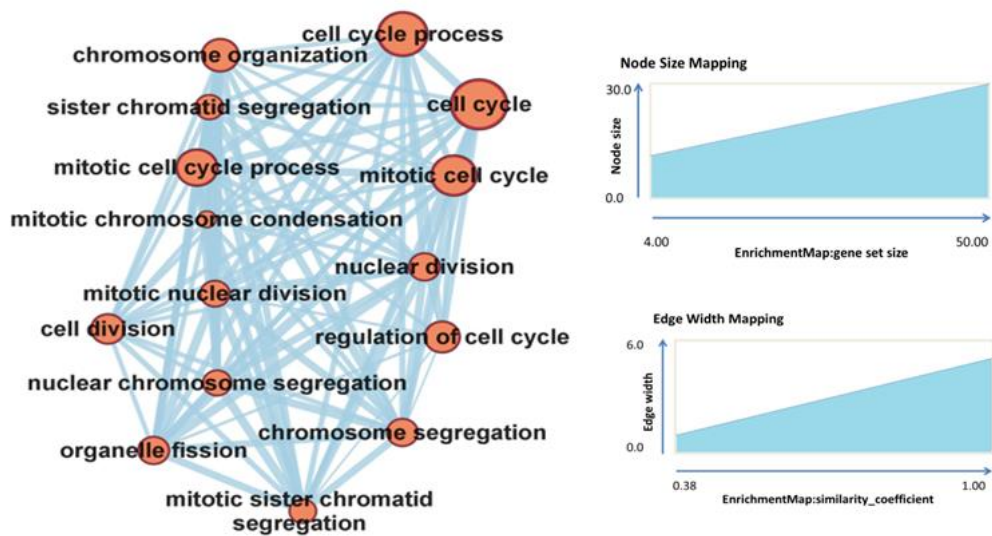 cell cycle process
chromosome organization
cell cycle
sister chromatid segregation
mitotic cell cycle process
mitotic cell cycle
mitotic chromosome condensation
nuclear division
mitotic nuclear division
cell division
regulation of cell cycle
nuclear chromosome segregation
chromosome segregation
organelle fission
mitotic sister chromatid
segregation
Node Size Mapping
30.0
Node size
0.0
4.00
50.00
EnrichmentMap:gene set size
Edge Width Mapping
6.0
Edge width
0.0
0.38
1.00
EnrichmentMap:similarity_coefficient